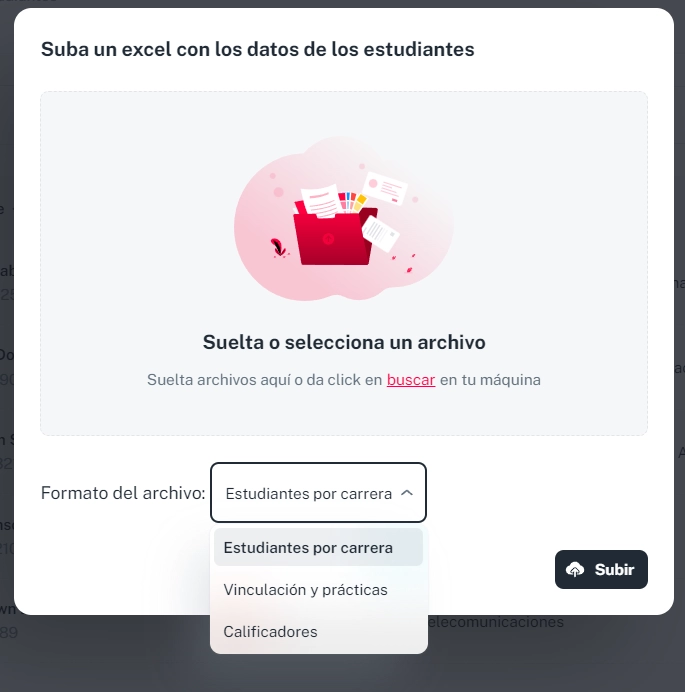 Suba un excel con los datos de los estudiantes
Suelta o selecciona un archivo
Suelta archivos aquí o da click en buscar en tu máquina
Formato del archivo: Estudiantes por carrera
Estudiantes por carrera
Subir
Vinculación y prácticas
Calificadores
elecomunicaciones